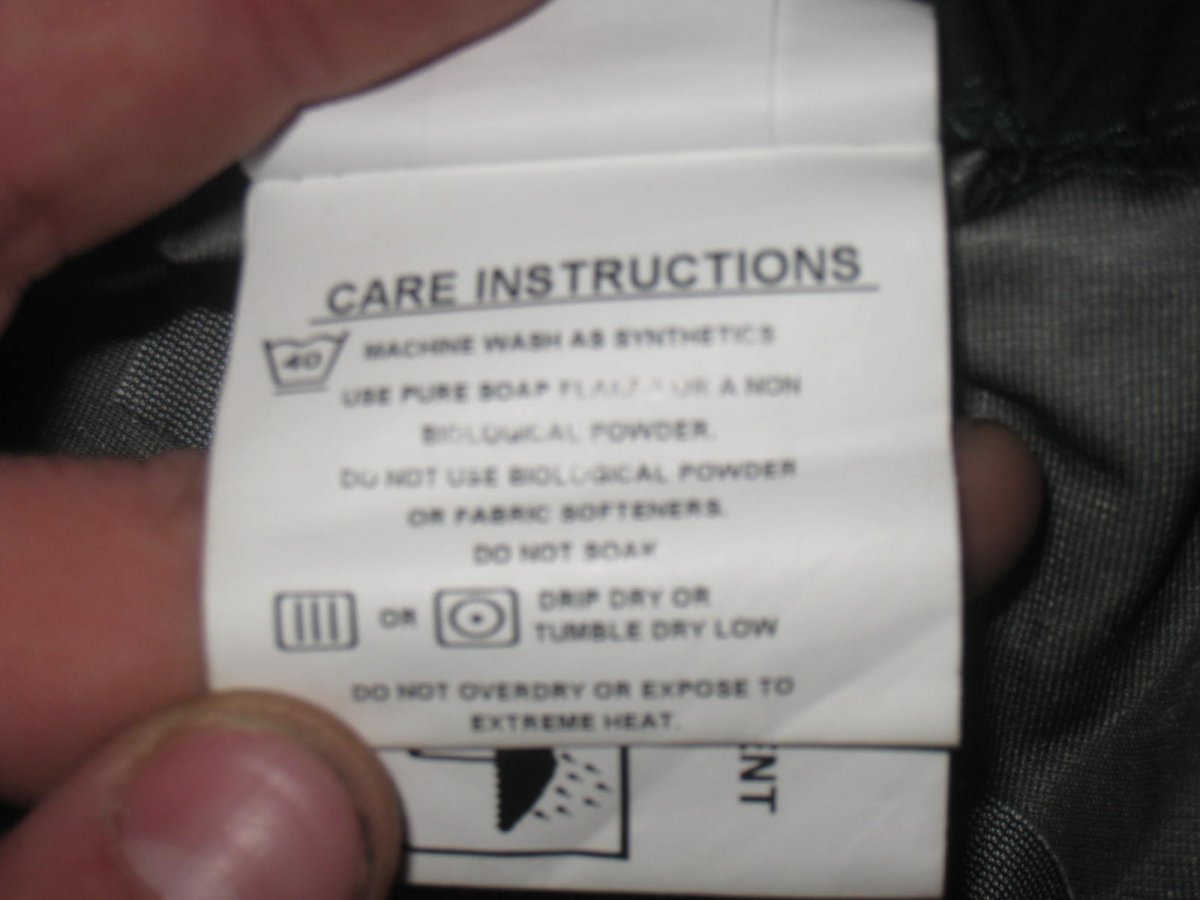 CARE INSTRUCTIONS
40 MACHINE WASH AS SYNTHETICS
USE PURE SOAP FLAKES OR A NON
BIOLOGICAL POWDER.
DO NOT USE BIOLOGICAL POWDER
OR FABRIC SOFTENERS.
DO NOT SOAK
OR DRIP DRY OR
TUMBLE DRY LOW
DO NOT OVERDRY OR EXPOSE TO
EXTREME HEAT.
ENT